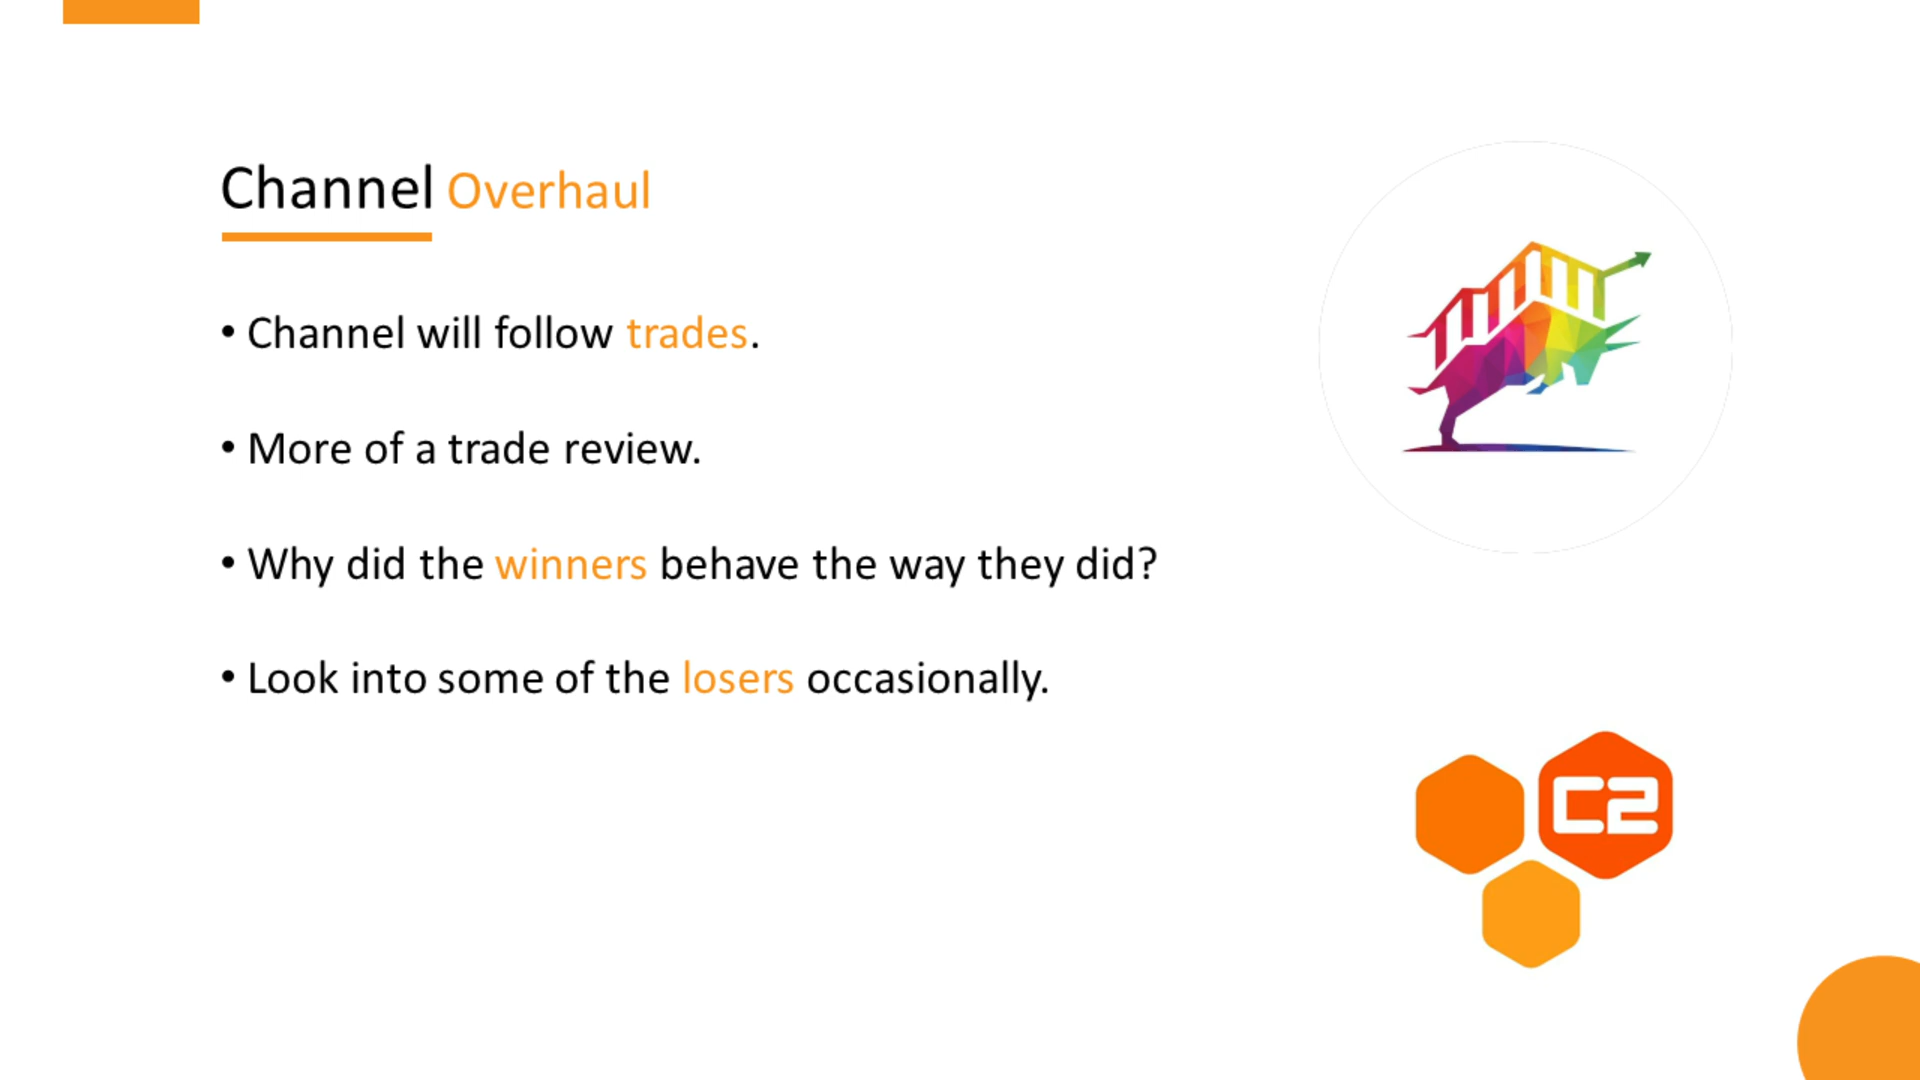 Channel Overhaul
• Channel will follow trades.
• More of a trade review.
• Why did the winners behave the way they did?
• Look into some of the losers occasionally.
C2